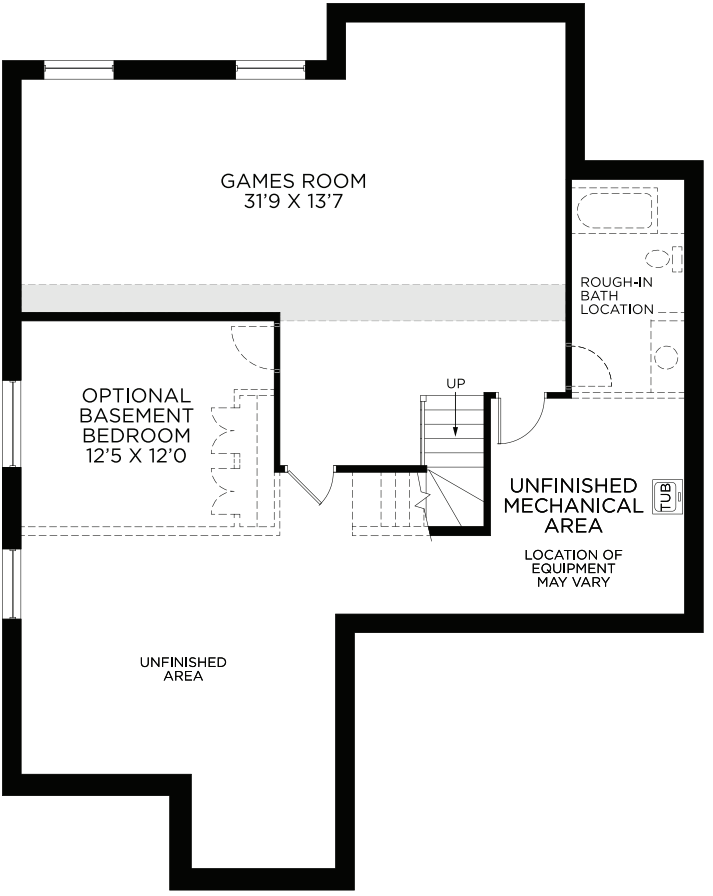 GAMES ROOM
31'9 X 13'7
ROUGH-IN
BATH
LOCATION
UP
OPTIONAL
BASEMENT
BEDROOM
12'5 X 12'0
UNFINISHED
MECHANICAL
AREA
TUB
LOCATION OF
EQUIPMENT
MAY VARY
UNFINISHED
AREA